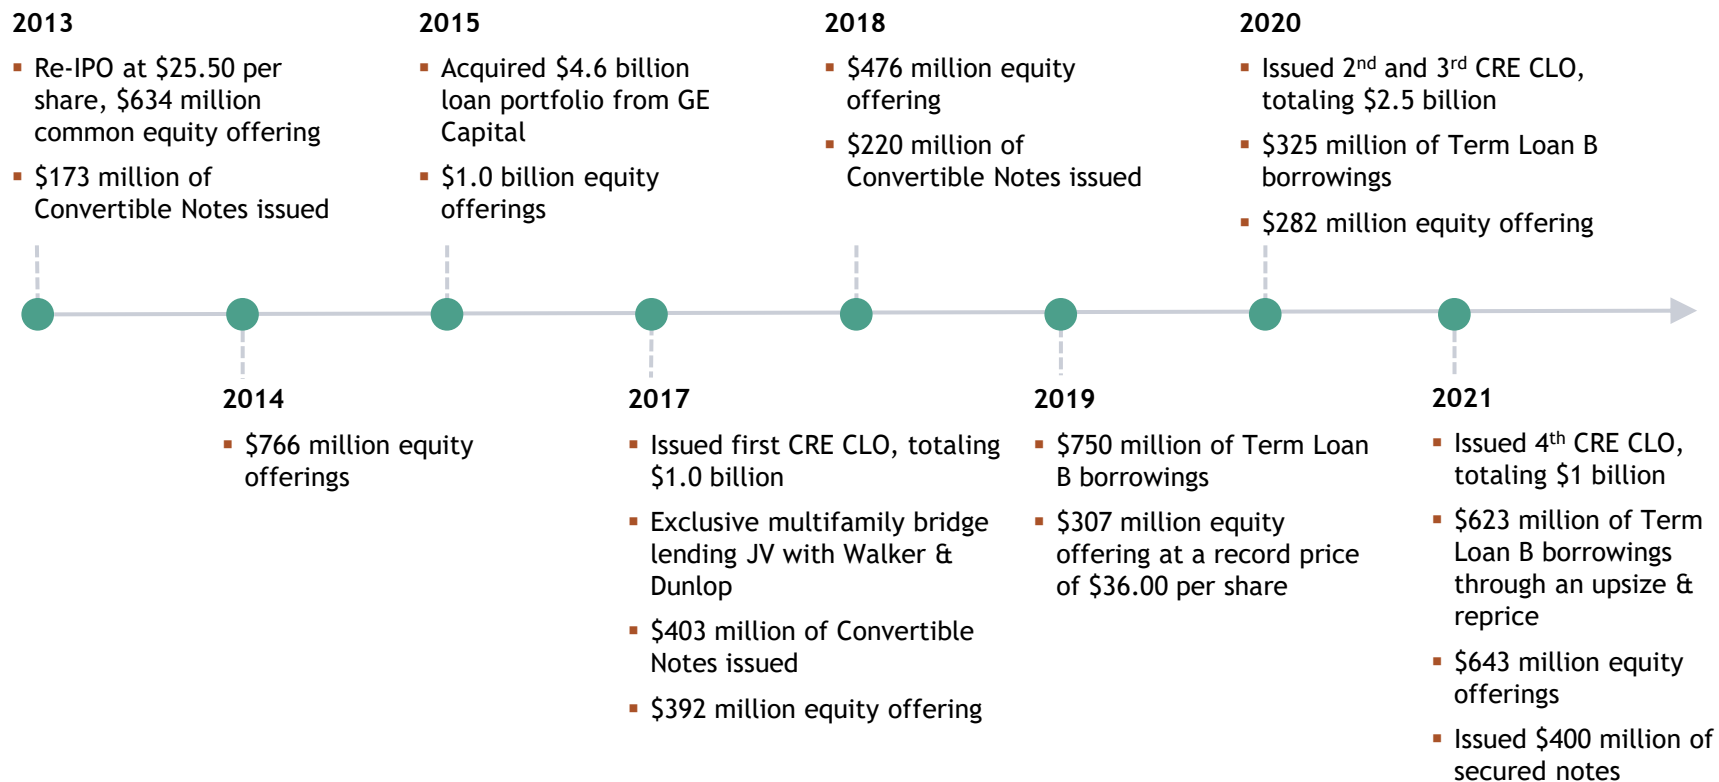 2013
▪ Re-IPO at $25.50 per
share, $634 million
common equity offering
▪ $173 million of
Convertible Notes issued
2015
▪ Acquired $4.6 billion
loan portfolio from GE
Capital
▪ $1.0 billion equity
offerings
2018
▪ $476 million equity
offering
▪ $220 million of
Convertible Notes issued
2020
▪ Issued 2nd and 3rd CRE CLO,
totaling $2.5 billion
▪ $325 million of Term Loan B
borrowings
▪ $282 million equity offering
2014
▪ $766 million equity
offerings
2017
▪ Issued first CRE CLO, totaling
$1.0 billion
▪ Exclusive multifamily bridge
lending JV with Walker &
Dunlop
▪ $403 million of Convertible
Notes issued
▪ $392 million equity offering
2019
▪ $750 million of Term Loan
B borrowings
▪ $307 million equity
offering at a record price
of $36.00 per share
2021
▪ Issued 4th CRE CLO,
totaling $1 billion
▪ $623 million of Term
Loan B borrowings
through an upsize &
reprice
▪ $643 million equity
offerings
▪ Issued $400 million of
secured notes